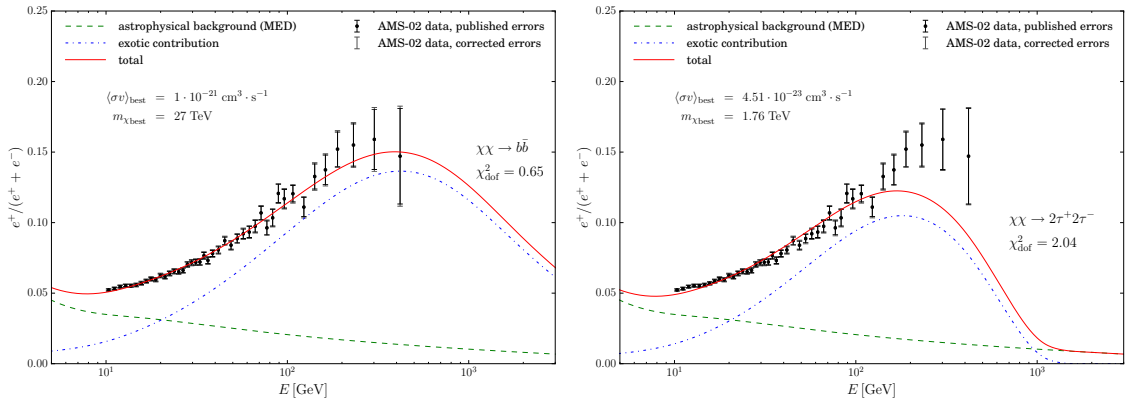 astrophysical background (MED)
exotic contribution
total
AMS-02 data, published errors
AMS-02 data, corrected errors
⟨σv⟩best = 1 · 10−21 cm3 · s−1
mχbest = 27 TeV
χχ → bb̄
χ2dof = 0.65
e+/(e+ + e−)
0.25
0.20
0.15
0.10
0.05
0.00
101
102
103
E [GeV]
astrophysical background (MED)
exotic contribution
total
AMS-02 data, published errors
AMS-02 data, corrected errors
⟨σv⟩best = 4.51 · 10−23 cm3 · s−1
mχbest = 1.76 TeV
χχ → 2τ+2τ−
χ2dof = 2.04
e+/(e+ + e−)
0.25
0.20
0.15
0.10
0.05
0.00
101
102
103
E [GeV]